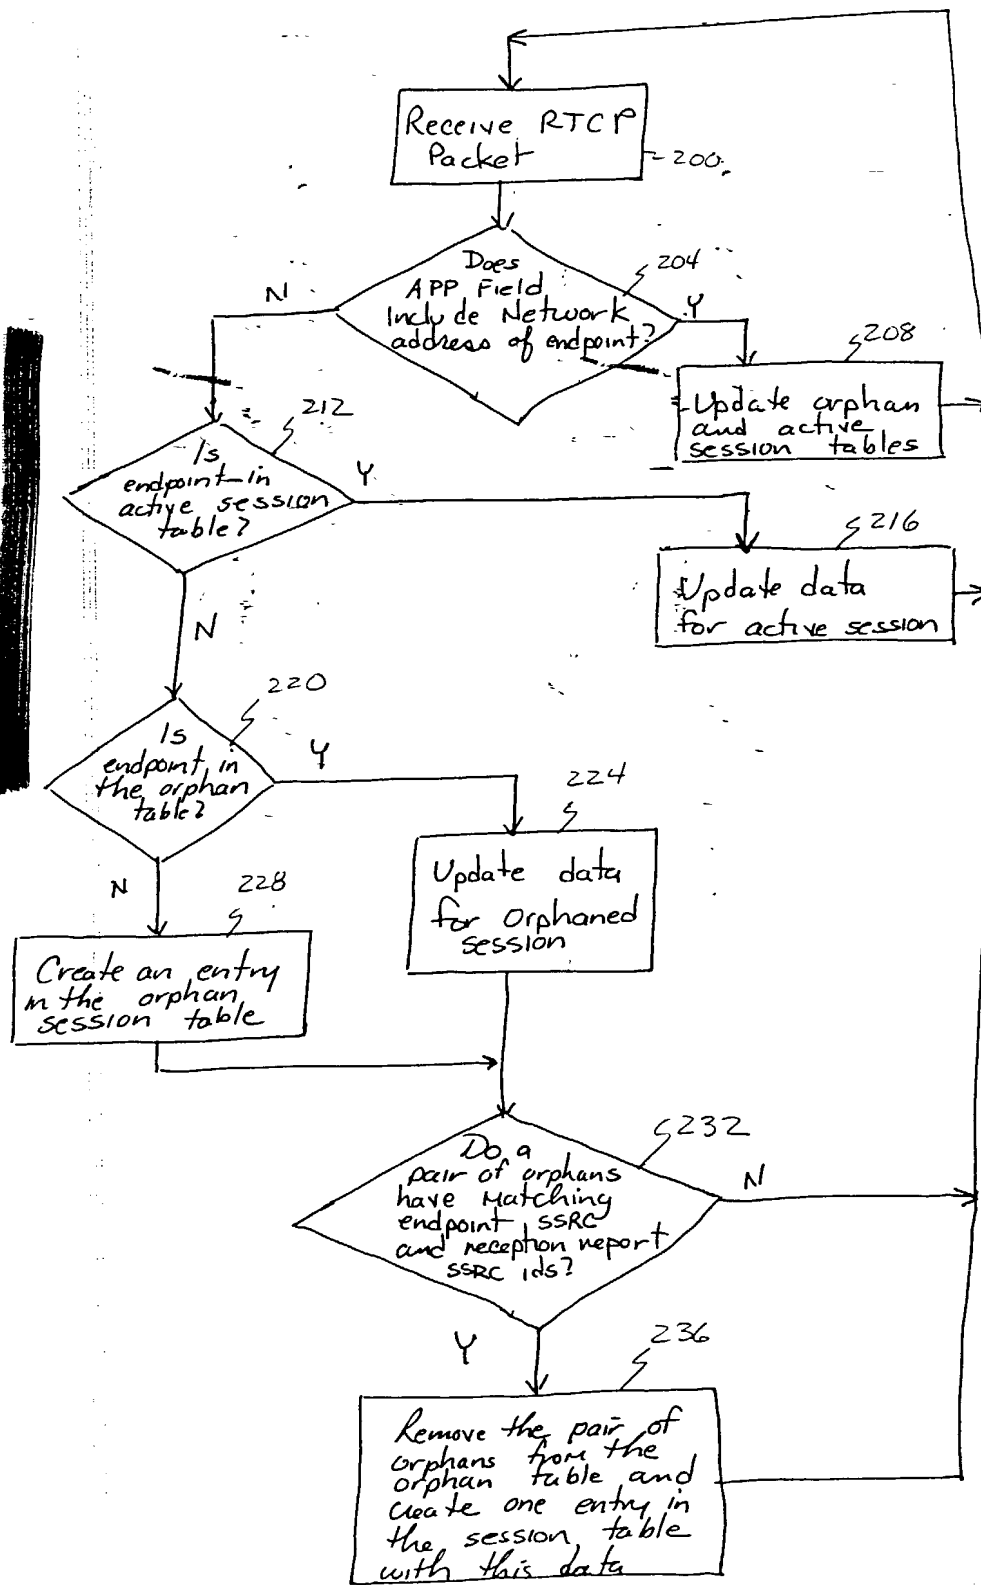 Receive RTCP
Packet
200
Does
APP Field
Include Network
address of endpoint?
204
N
Y
208
Update orphan
and active
session tables
212
Is
endpoint in
active session
table?
Y
216
Update data
for active session
N
220
Is
endpoint in
the orphan
table?
Y
224
Update data
for Orphaned
session
N
228
Create an entry
in the orphan
session table
232
Do a
pair of orphans
have Matching
endpoint SSRC
and reception report
SSRC ids?
N
Y
236
Remove the pair of
orphans from the
orphan table and
create one entry in
the session table
with this data